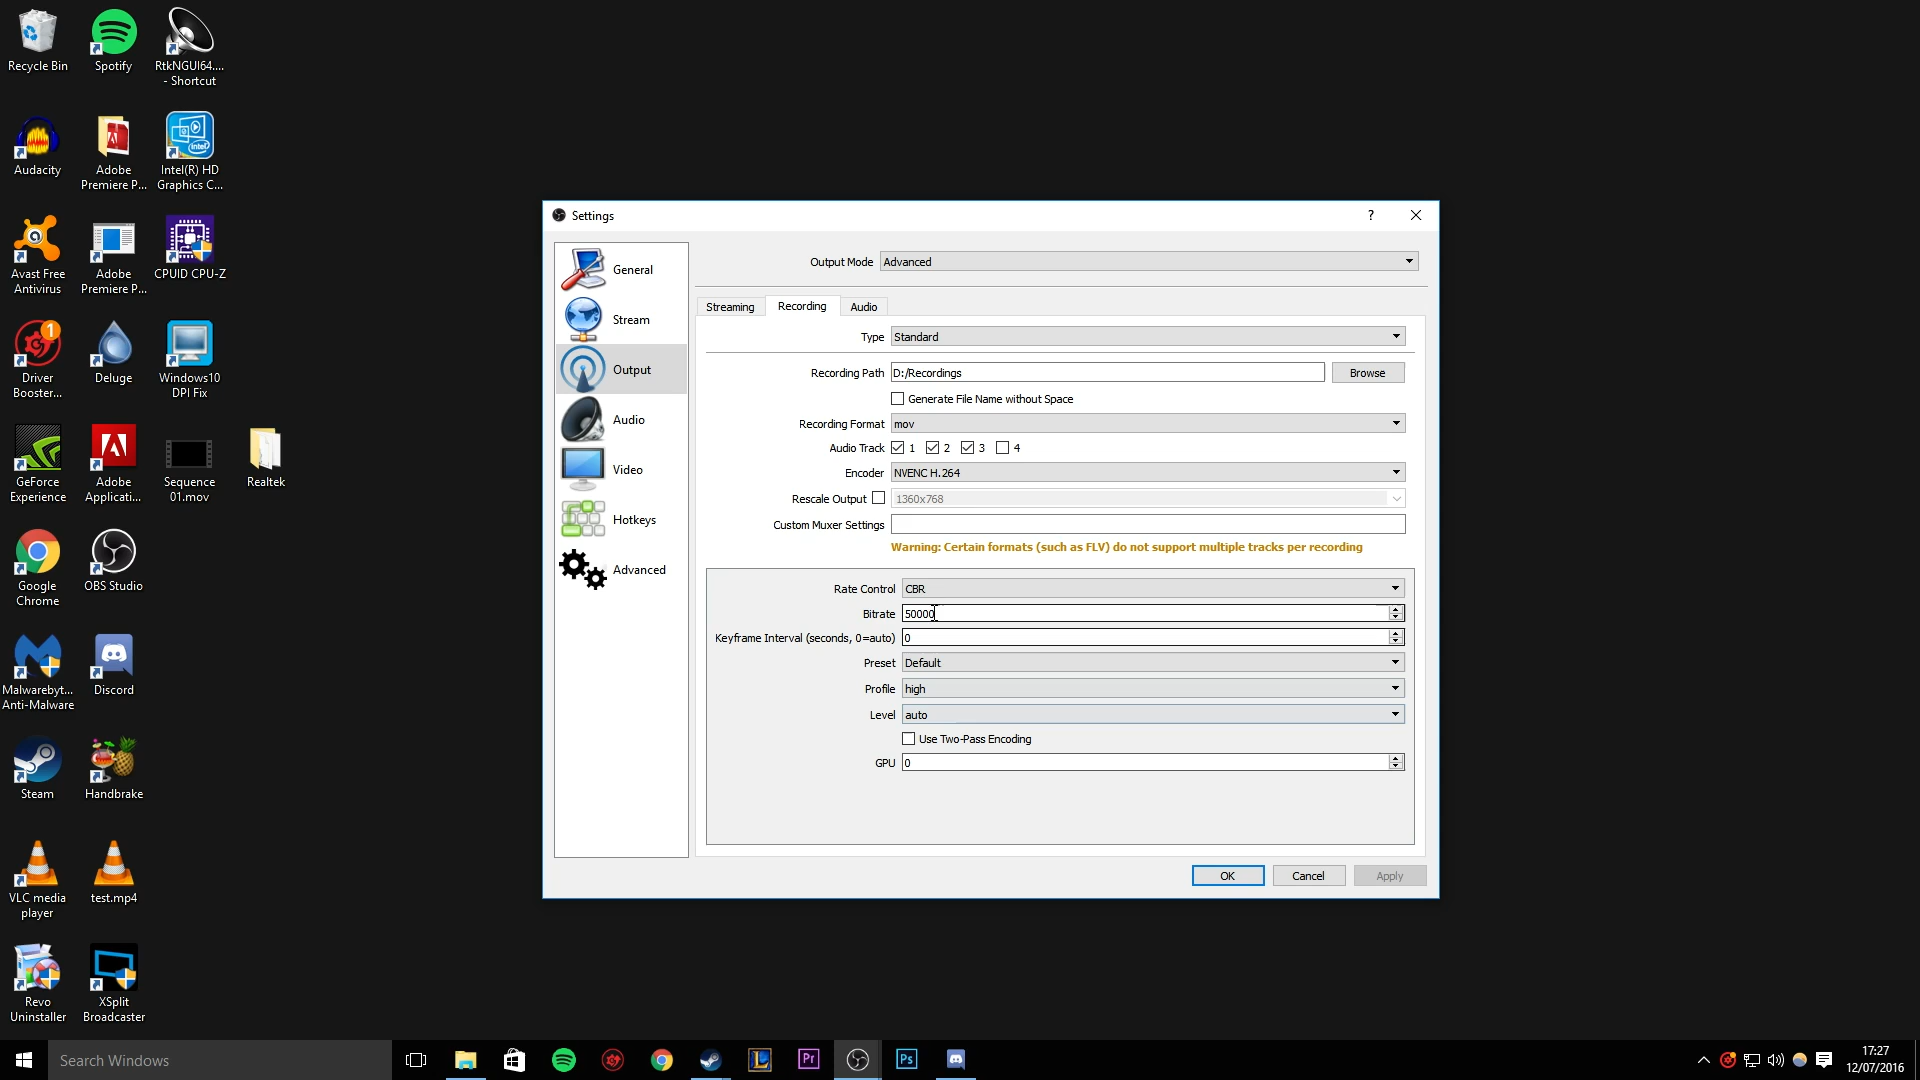 Recycle Bin
Spotify
RtkNGUI64....
- Shortcut
Audacity
Adobe
Premiere P...
Intel(R) HD
Graphics C...
Avast Free
Antivirus
Adobe
Premiere P...
CPUID CPU-Z
1
Driver
Booster...
Deluge
Windows10
DPI Fix
GeForce
Experience
Adobe
Applicati...
Sequence
01.mov
Realtek
Google
Chrome
OBS Studio
Malwarebyt...
Anti-Malware
Discord
Steam
Handbrake
VLC media
player
test.mp4
Revo
Uninstaller
XSplit
Broadcaster
intel
Settings
?
General
Stream
Output
Audio
Video
Hotkeys
Advanced
Output Mode Advanced
Streaming Recording Audio
Type Standard
Recording Path D:/Recordings Browse
Generate File Name without Space
Recording Format mov
Audio Track 1 2 3 4
Encoder NVENC H.264
Rescale Output 1360x768
Custom Muxer Settings
Warning: Certain formats (such as FLV) do not support multiple tracks per recording
Rate Control CBR
Bitrate 50000
Keyframe Interval (seconds, 0=auto) 0
Preset Default
Profile high
Level auto
Use Two-Pass Encoding
GPU 0
OK Cancel Apply
Search Windows
L
Pr
Ps
17:27
12/07/2016